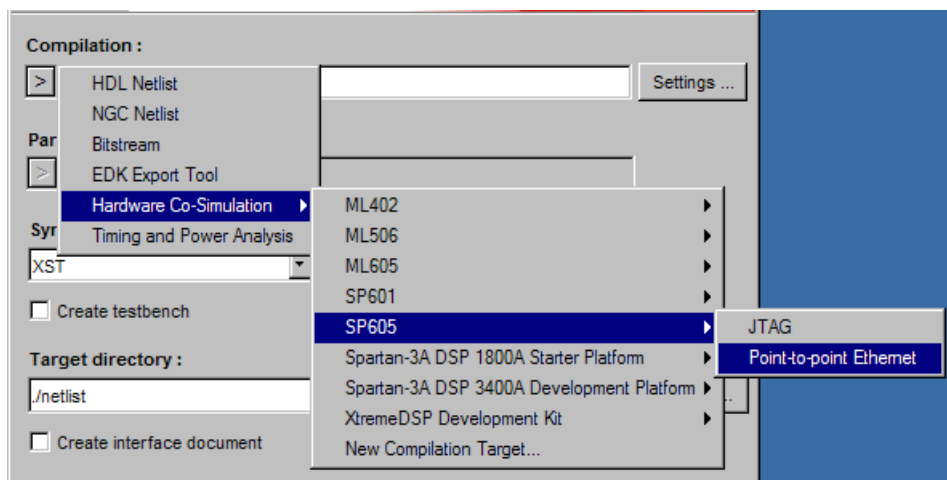 Compilation :
>
Settings ...
HDL Netlist
NGC Netlist
Bitstream
EDK Export Tool
Hardware Co-Simulation
Timing and Power Analysis
Par
>
Syr
XST
Create testbench
Target directory :
./netlist
..
Create interface document
ML402
ML506
ML605
SP601
SP605
Spartan-3A DSP 1800A Starter Platform
Spartan-3A DSP 3400A Development Platform
XtremeDSP Development Kit
New Compilation Target...
JTAG
Point-to-point Ethernet